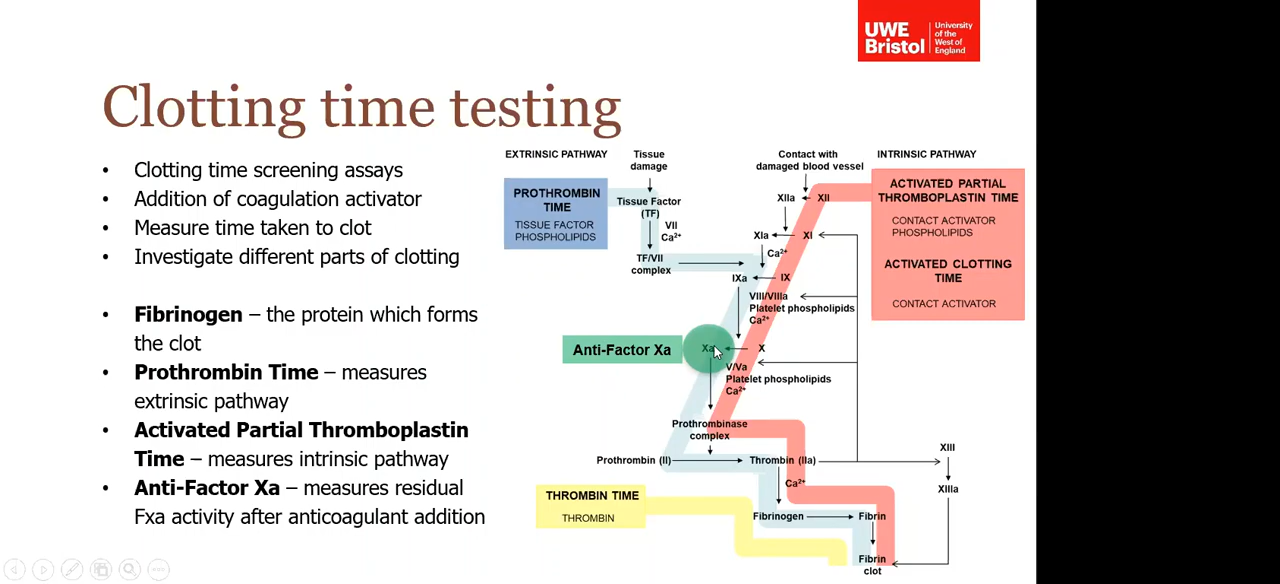 UWE
Bristol
University
of the
West of
England
Clotting time testing
• Clotting time screening assays
• Addition of coagulation activator
• Measure time taken to clot
• Investigate different parts of clotting
• Fibrinogen – the protein which forms
the clot
• Prothrombin Time – measures
extrinsic pathway
• Activated Partial Thromboplastin
Time – measures intrinsic pathway
• Anti-Factor Xa – measures residual
Fxa activity after anticoagulant addition
EXTRINSIC PATHWAY
Tissue
damage
Contact with
damaged blood vessel
INTRINSIC PATHWAY
PROTHROMBIN
TIME
TISSUE FACTOR
PHOSPHOLIPIDS
Tissue Factor
(TF)
VII
Ca²⁺
TF/VII
complex
XIIa
XII
XIa
XI
Ca²⁺
IXa
IX
VIII/VIIIa
Platelet phospholipids
Ca²⁺
ACTIVATED PARTIAL
THROMBOPLASTIN TIME
CONTACT ACTIVATOR
PHOSPHOLIPIDS
ACTIVATED CLOTTING
TIME
CONTACT ACTIVATOR
Anti-Factor Xa
Xa
X
V/Va
Platelet phospholipids
Ca²⁺
Prothrombinase
complex
Prothrombin (II)
Thrombin (IIa)
Ca²⁺
XIII
XIIIa
THROMBIN TIME
THROMBIN
Fibrinogen
Fibrin
Fibrin
clot